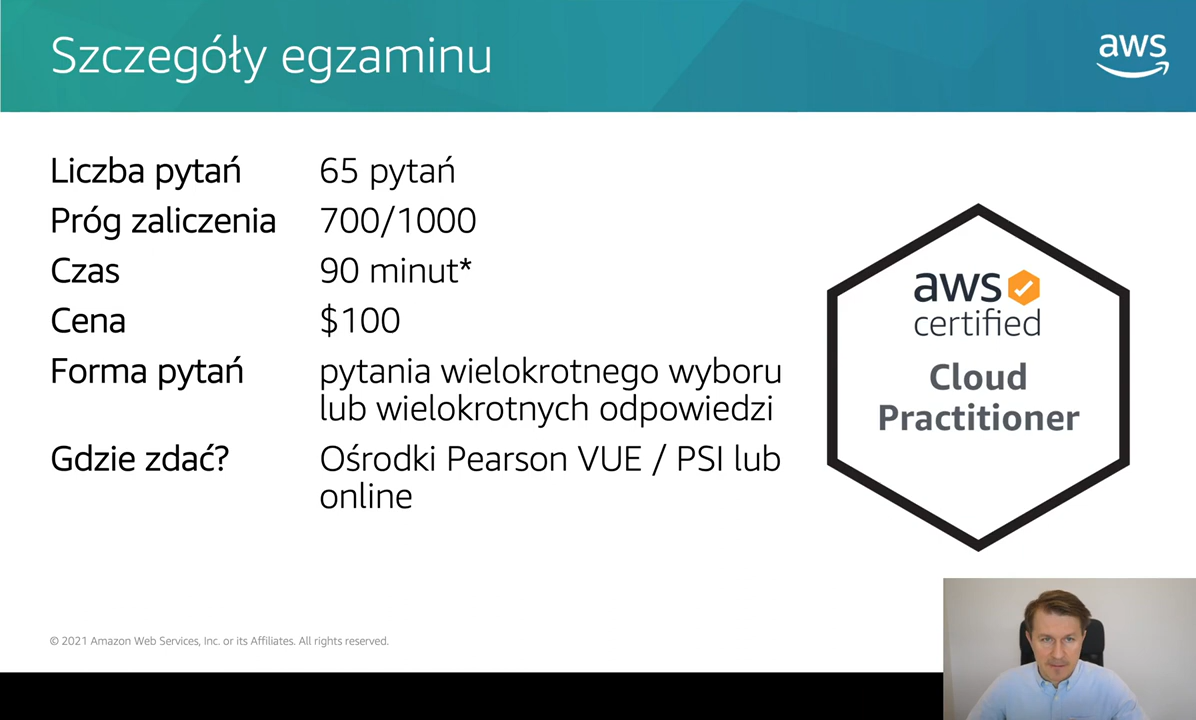 Szczegóły egzaminu
aws
Liczba pytań 65 pytań
Próg zaliczenia 700/1000
Czas 90 minut*
Cena $100
Forma pytań pytania wielokrotnego wyboru
lub wielokrotnych odpowiedzi
Gdzie zdać? Ośrodki Pearson VUE / PSI lub
online
aws
certified
Cloud
Practitioner
© 2021 Amazon Web Services, Inc. or its Affiliates. All rights reserved.